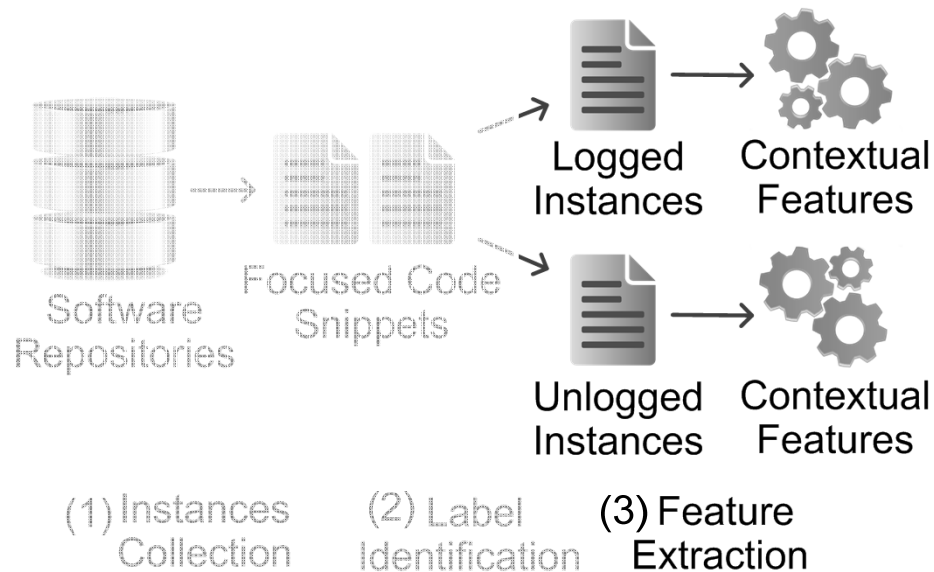 Logged
Instances
Contextual
Features
Software
Repositories
Focused Code
Snippets
Unlogged
Instances
Contextual
Features
(1) Instances
Collection
(2) Label
Identification
(3) Feature
Extraction